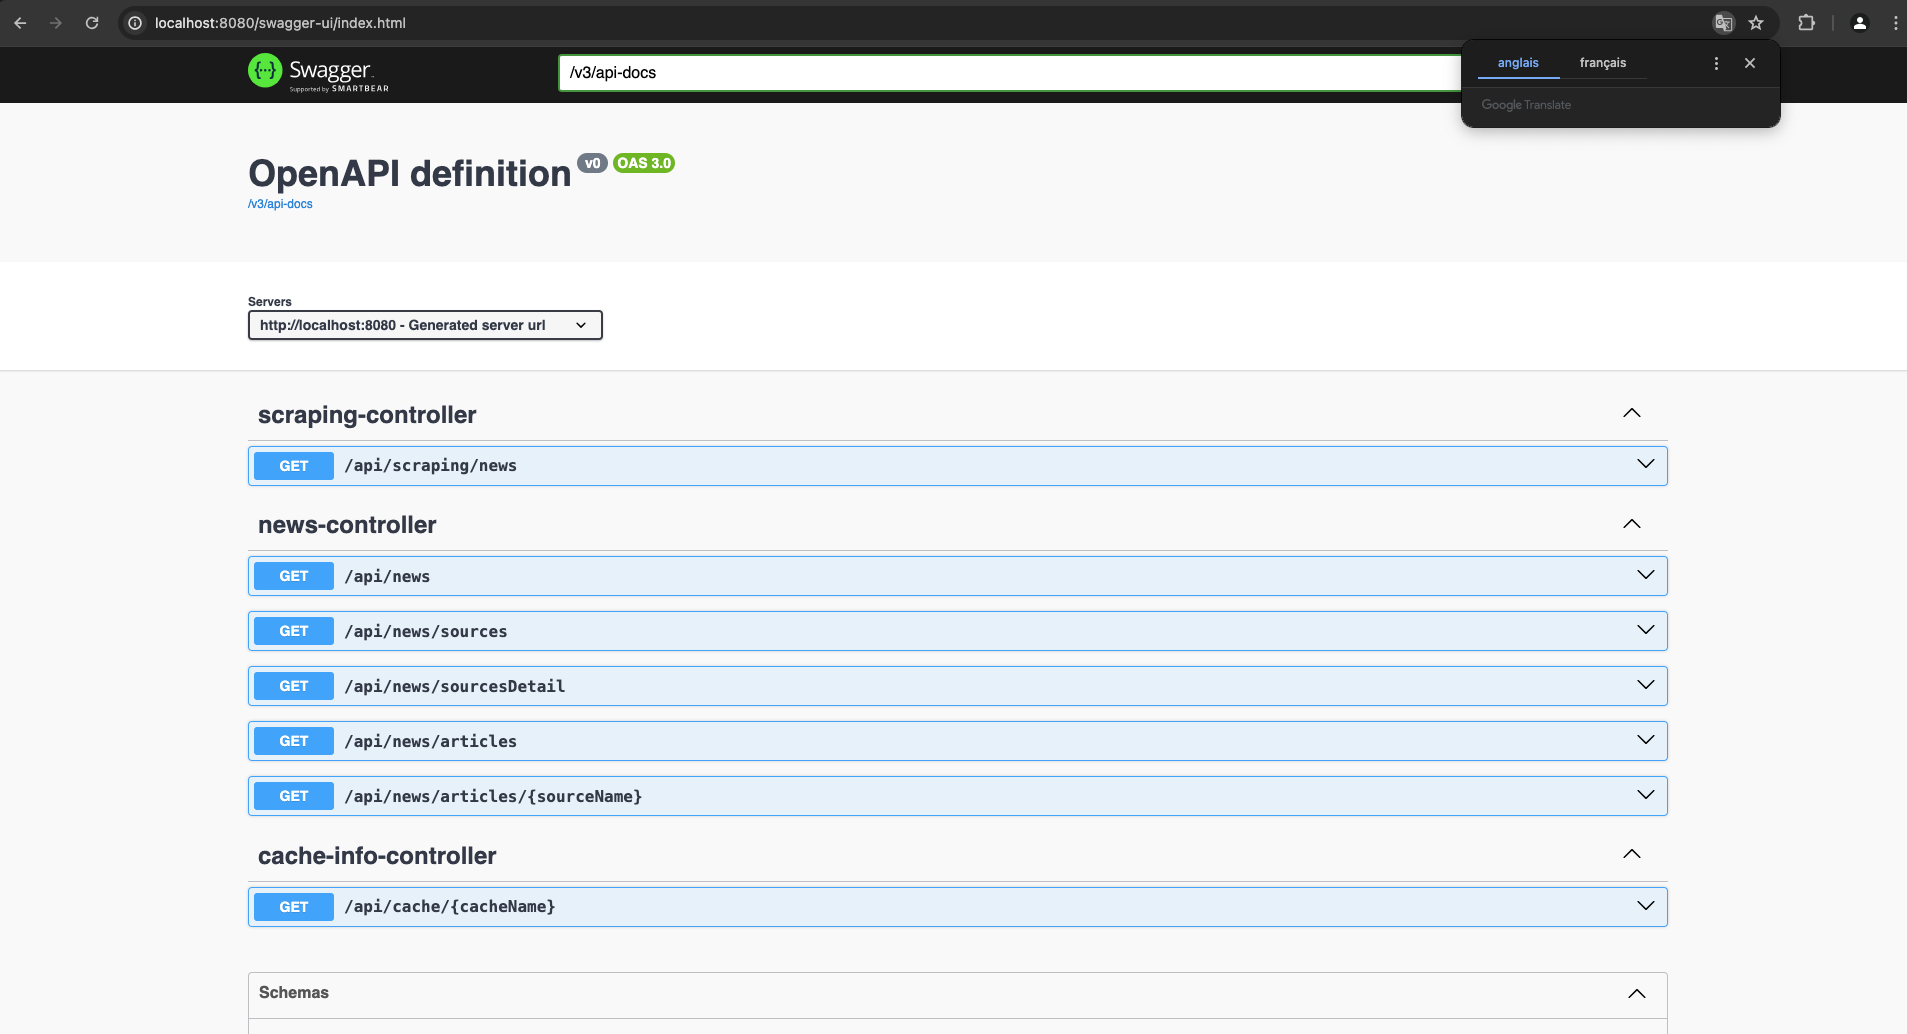 localhost:8080/swagger-ui/index.html
Swagger
Supported by SMARTBEAR
/v3/api-docs
anglais
français
Google Translate
OpenAPI definition v0 OAS 3.0
/v3/api-docs
Servers
http://localhost:8080 - Generated server url
scraping-controller
GET /api/scraping/news
news-controller
GET /api/news
GET /api/news/sources
GET /api/news/sourcesDetail
GET /api/news/articles
GET /api/news/articles/{sourceName}
cache-info-controller
GET /api/cache/{cacheName}
Schemas